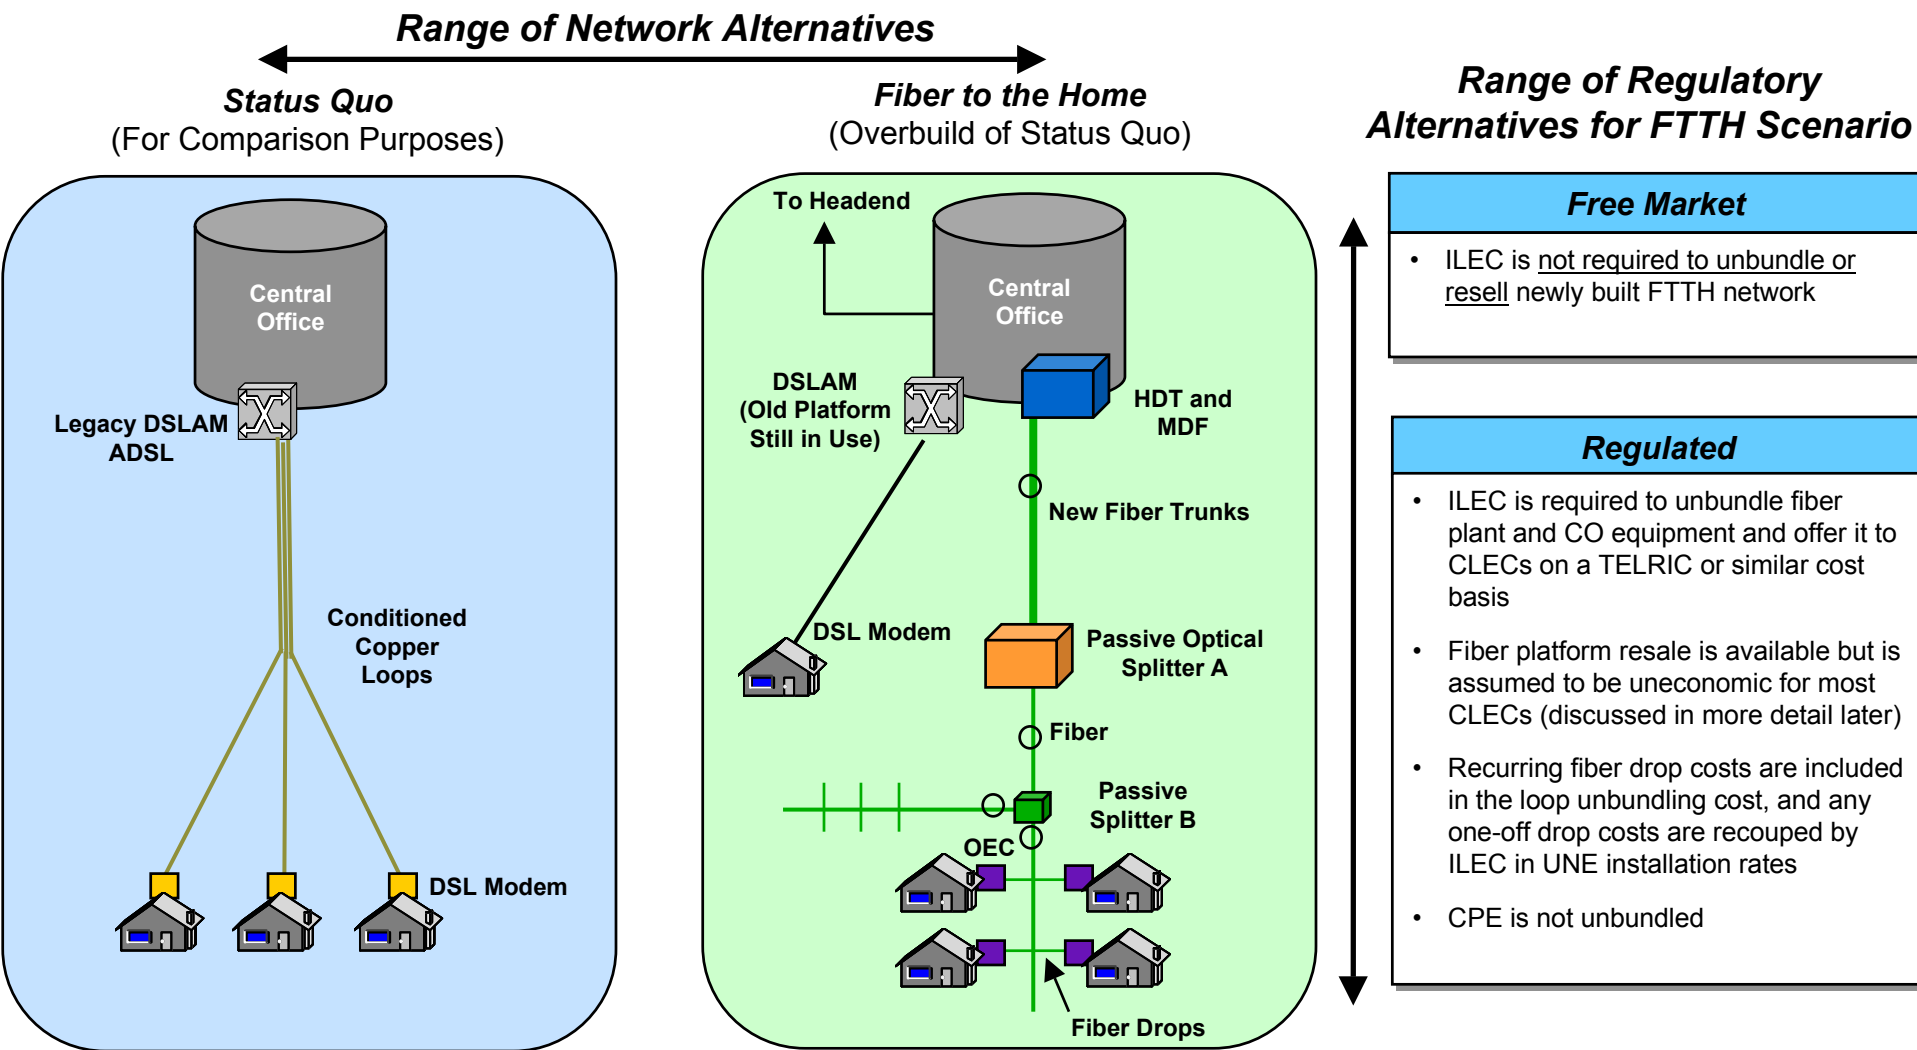 Range of Network Alternatives
Status Quo
(For Comparison Purposes)
Central
Office
Legacy DSLAM
ADSL
Conditioned
Copper
Loops
DSL Modem
Fiber to the Home
(Overbuild of Status Quo)
To Headend
Central
Office
DSLAM
(Old Platform
Still in Use)
HDT and
MDF
New Fiber Trunks
DSL Modem
Passive Optical
Splitter A
Fiber
Passive
Splitter B
OEC
Fiber Drops
Range of Regulatory
Alternatives for FTTH Scenario
Free Market
• ILEC is not required to unbundle or
resell newly built FTTH network
Regulated
• ILEC is required to unbundle fiber
plant and CO equipment and offer it to
CLECs on a TELRIC or similar cost
basis
• Fiber platform resale is available but is
assumed to be uneconomic for most
CLECs (discussed in more detail later)
• Recurring fiber drop costs are included
in the loop unbundling cost, and any
one-off drop costs are recouped by
ILEC in UNE installation rates
• CPE is not unbundled